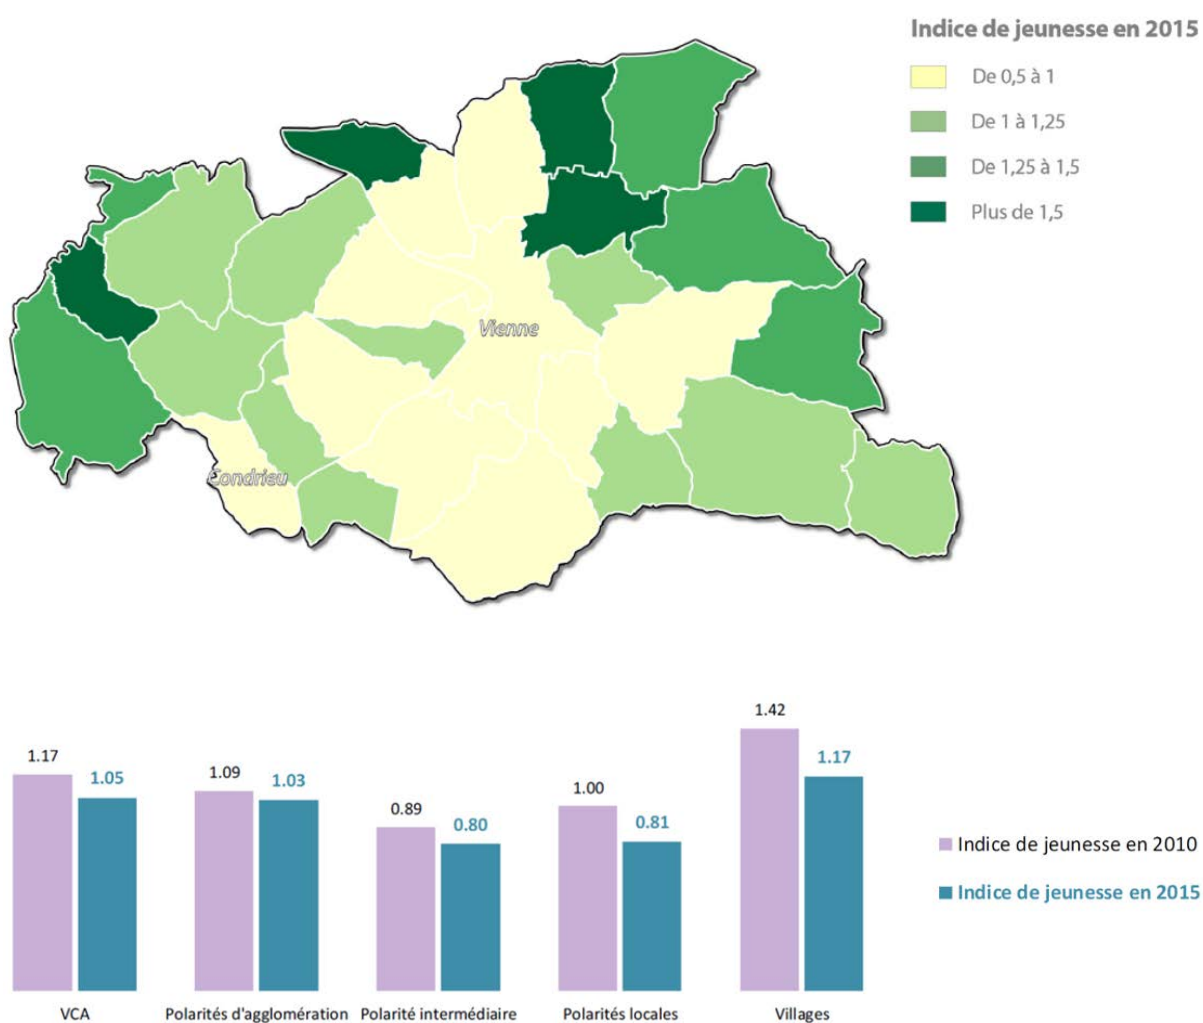 Indice de jeunesse en 2015
De 0,5 à 1
De 1 à 1,25
De 1,25 à 1,5
Plus de 1,5
Vienne
Condrieu
1.42
1.17
1.17
1.05
1.09
1.03
1.00
0.89
0.80
0.81
Indice de jeunesse en 2010
Indice de jeunesse en 2015
VCA
Polarités d'agglomération
Polarité intermédiaire
Polarités locales
Villages